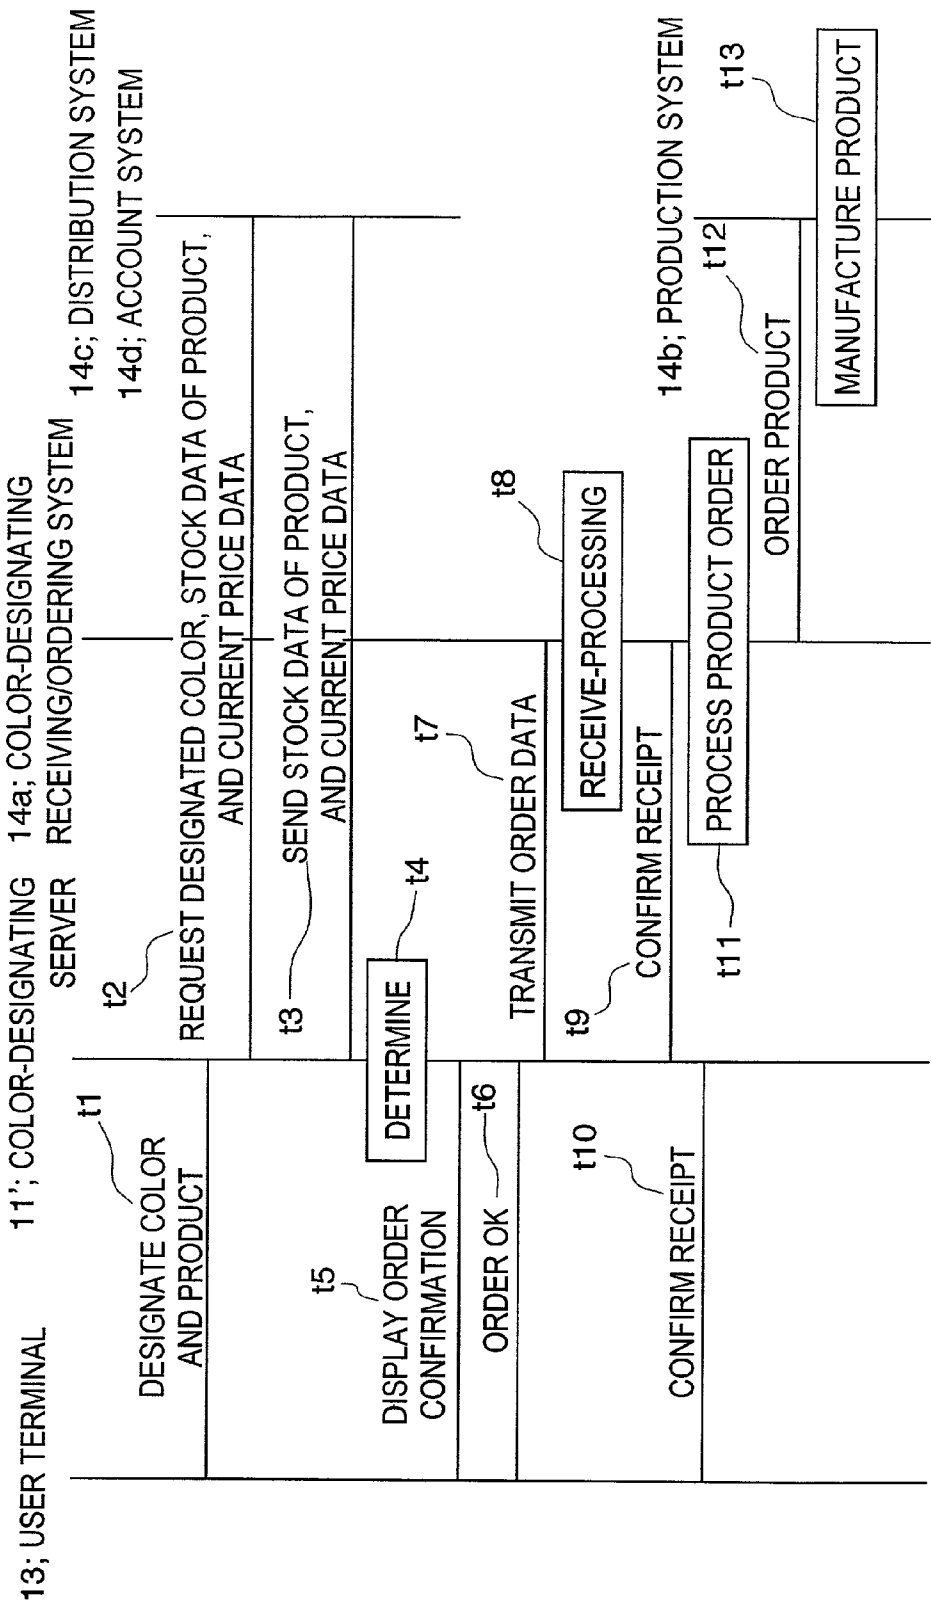 13; USER TERMINAL
11'; COLOR-DESIGNATING
SERVER
14a; COLOR-DESIGNATING
RECEIVING/ORDERING SYSTEM
14c; DISTRIBUTION SYSTEM
14d; ACCOUNT SYSTEM
t1
DESIGNATE COLOR
AND PRODUCT
t2
REQUEST DESIGNATED COLOR, STOCK DATA OF PRODUCT,
AND CURRENT PRICE DATA
t3
SEND STOCK DATA OF PRODUCT,
AND CURRENT PRICE DATA
t4
DETERMINE
t5
DISPLAY ORDER
CONFIRMATION
t6
ORDER OK
t7
TRANSMIT ORDER DATA
t8
RECEIVE-PROCESSING
t9
CONFIRM RECEIPT
t10
CONFIRM RECEIPT
t11
PROCESS PRODUCT ORDER
14b; PRODUCTION SYSTEM
t12
ORDER PRODUCT
t13
MANUFACTURE PRODUCT